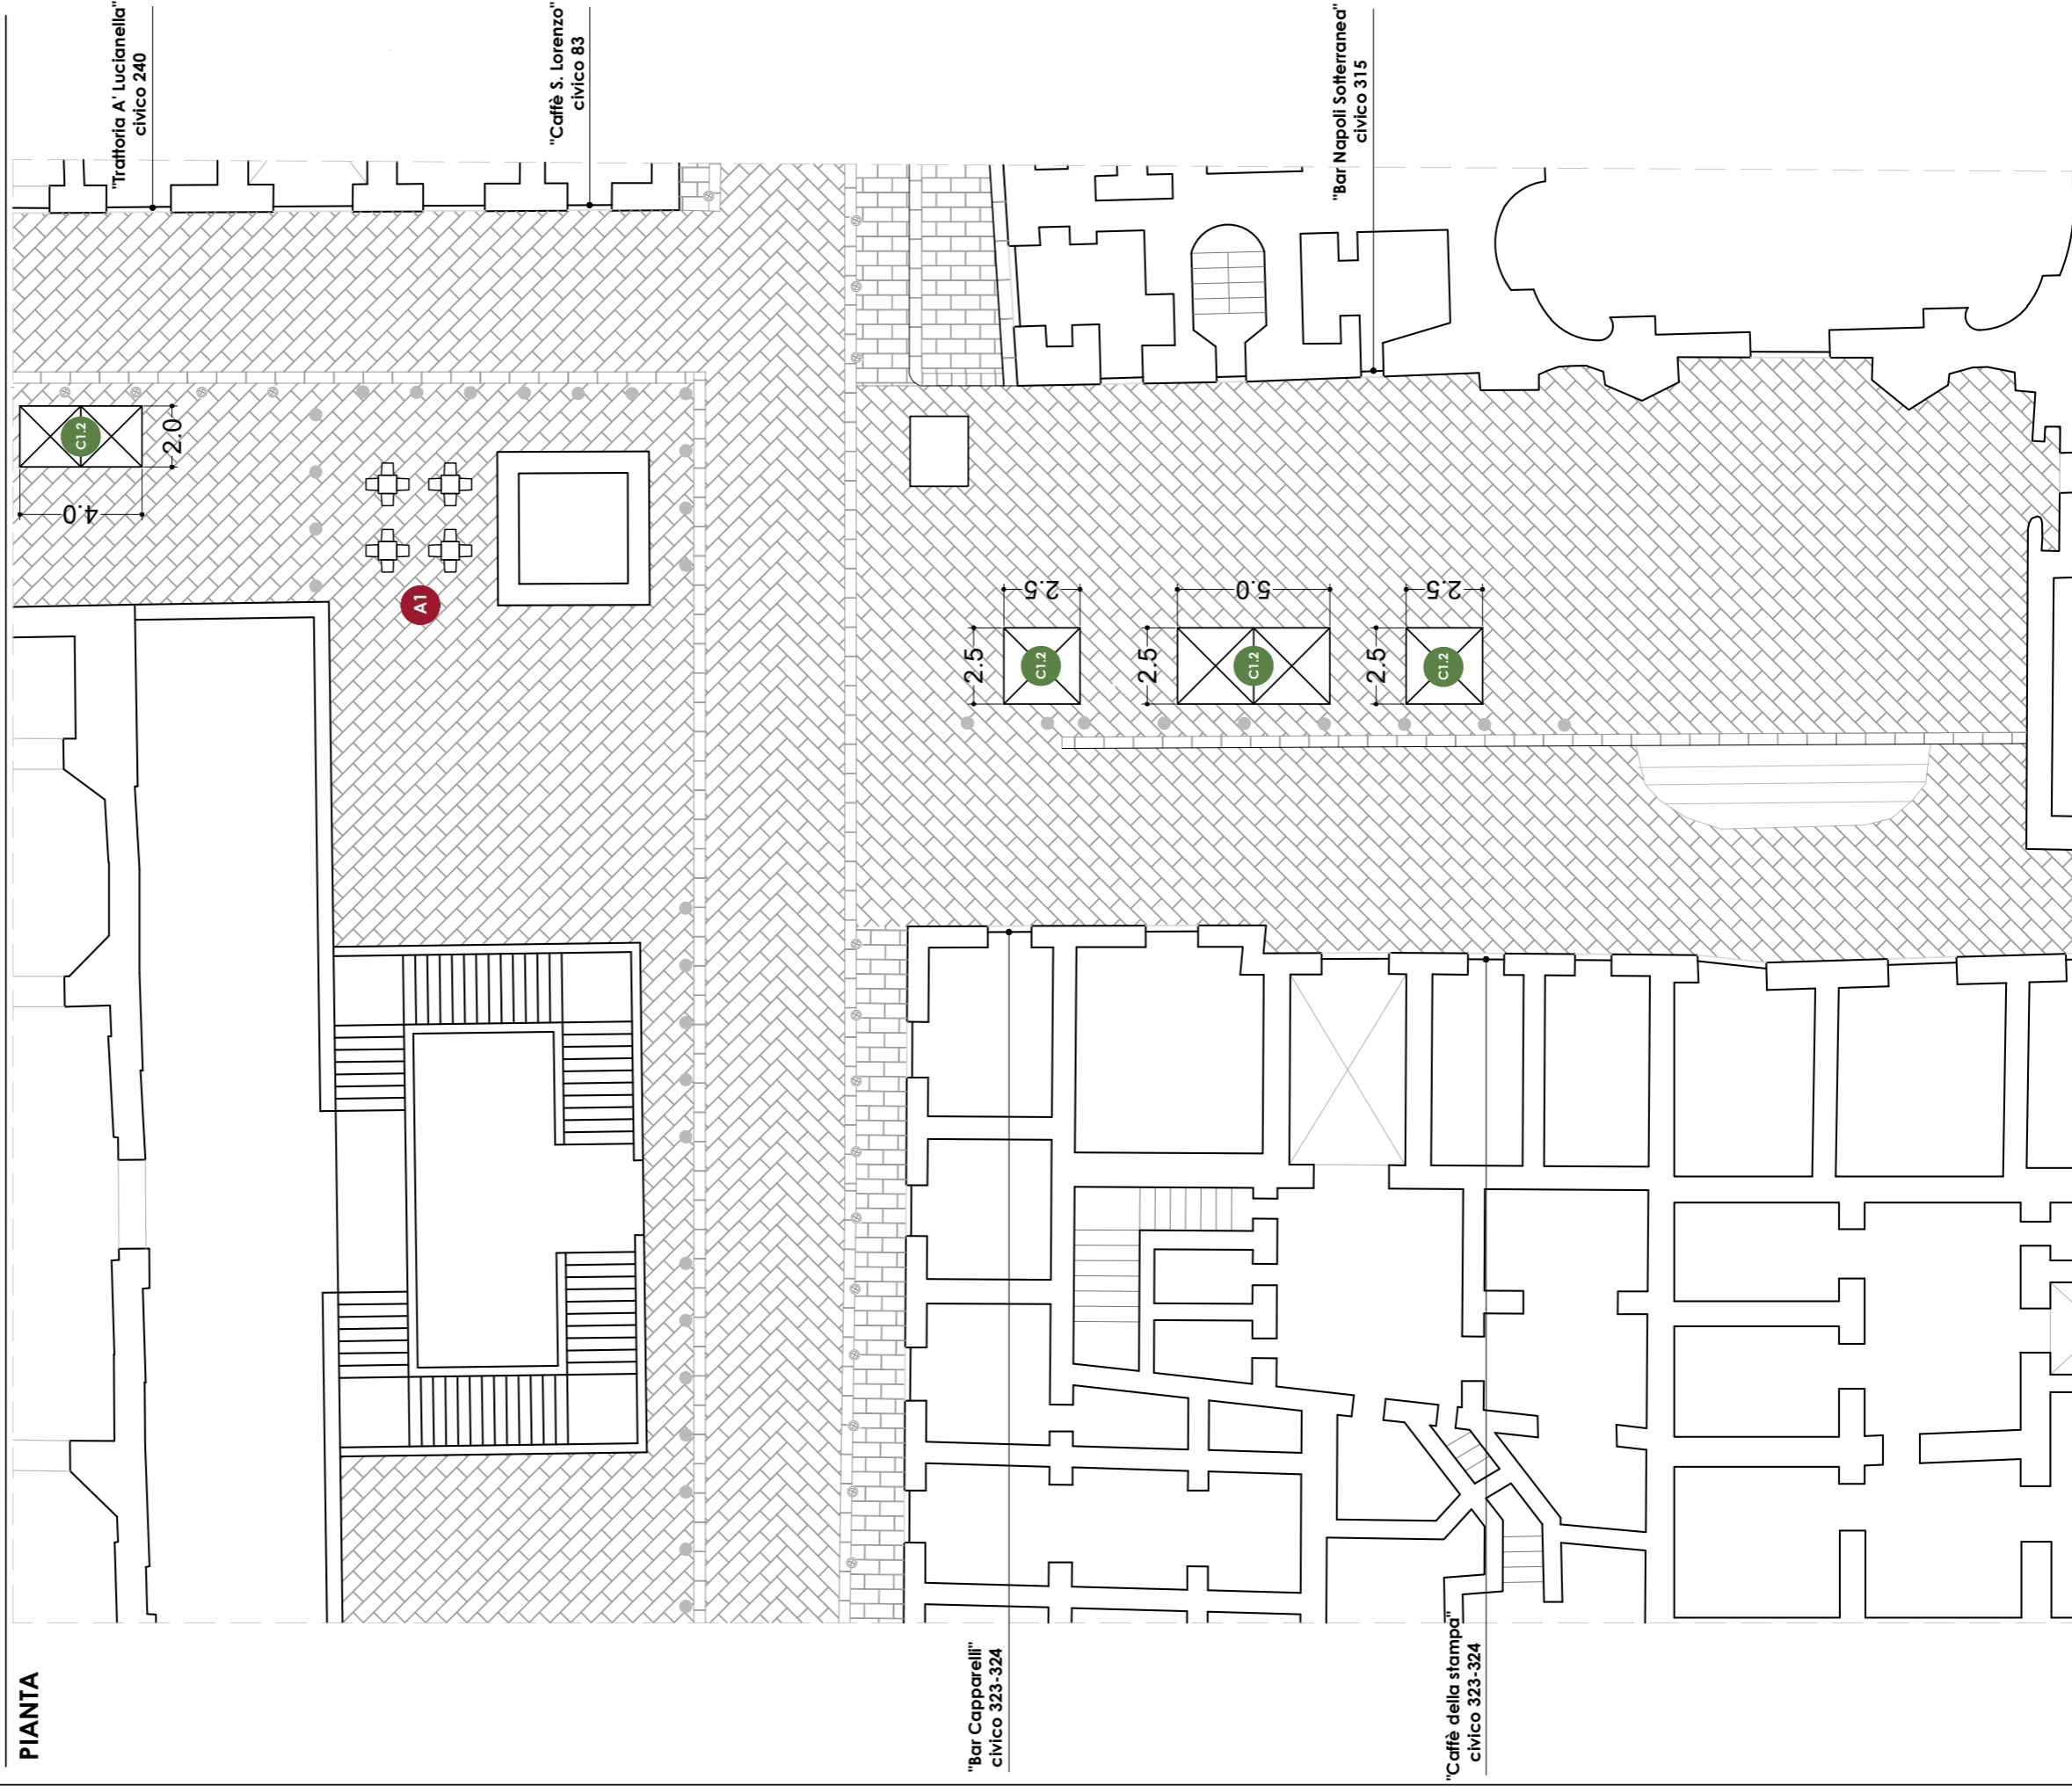 PIANTA
"Trattoria A' Lucianella"
civico 240
"Caffè S. Lorenzo"
civico 83
"Bar Napoli Sotterranea"
civico 315
C1.2
2.0
4.0
A1
2.5
2.5
C1.2
2.5
5.0
C1.2
2.5
2.5
C1.2
"Bar Capparelli"
civico 323-324
"Caffè della stampa"
civico 323-324